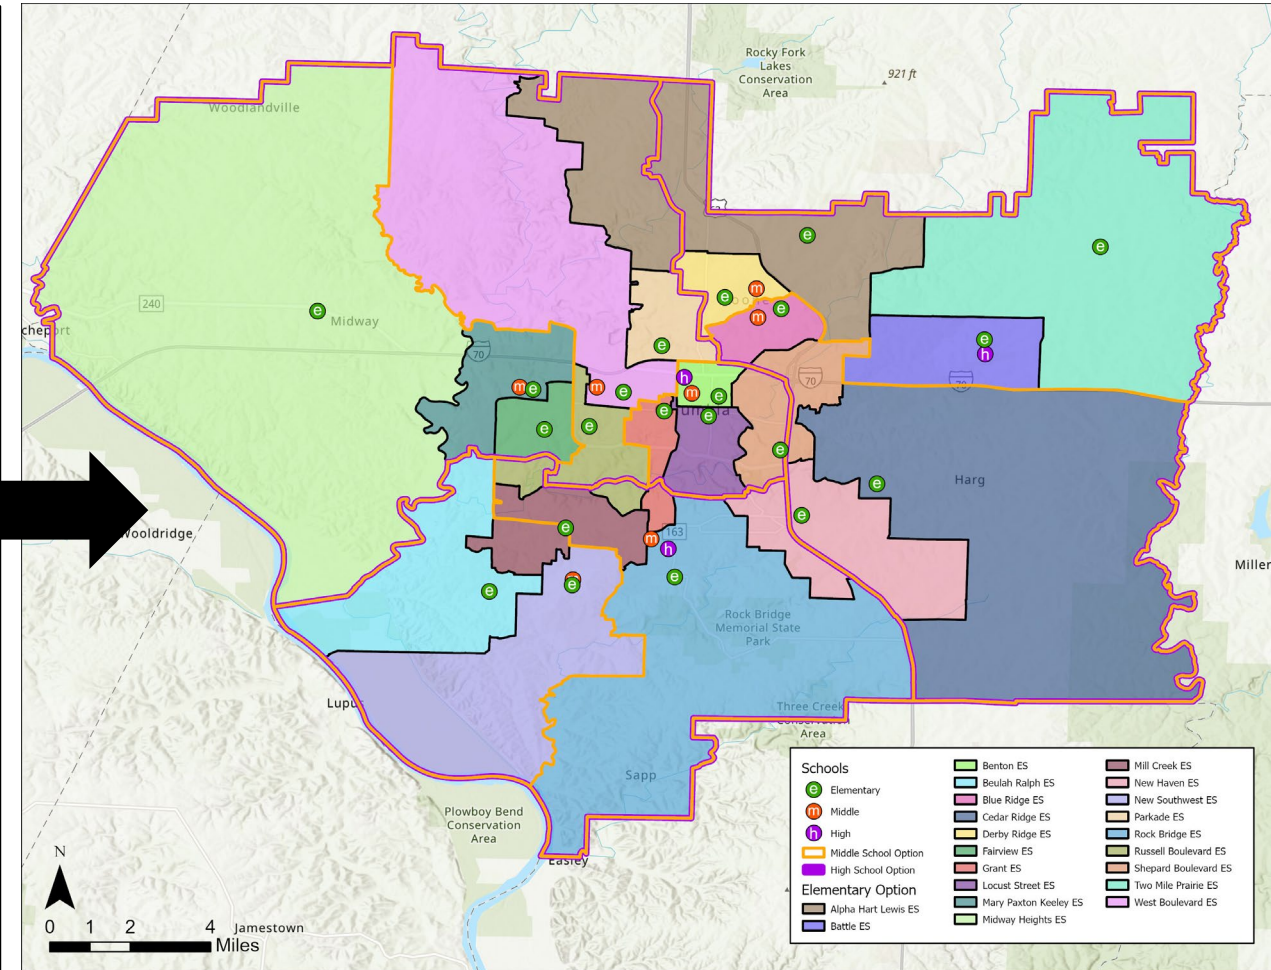 Rocky Fork
Lakes
Conservation
Area
921 ft
Woodlandville
240
Midway
70
70
70
Harg
Wooldridge
163
Miller
Rock Bridge
Memorial State
Park
Lupu
Three Creek
Conservation
Area
Sapp
Plowboy Bend
Conservation
Area
Easley
Jamestown
N
0 1 2 4
Miles
e
e
e
m
e
e
m
e
e
h
h
m
e
m
e
m
e
e
e
e
e
e
e
e
e
e
m
h
e
e
e
Schools
e Elementary
m Middle
h High
Middle School Option
High School Option
Elementary Option
Alpha Hart Lewis ES
Battle ES
Benton ES
Beulah Ralph ES
Blue Ridge ES
Cedar Ridge ES
Derby Ridge ES
Fairview ES
Grant ES
Locust Street ES
Mary Paxton Keeley ES
Midway Heights ES
Mill Creek ES
New Haven ES
New Southwest ES
Parkade ES
Rock Bridge ES
Russell Boulevard ES
Shepard Boulevard ES
Two Mile Prairie ES
West Boulevard ES